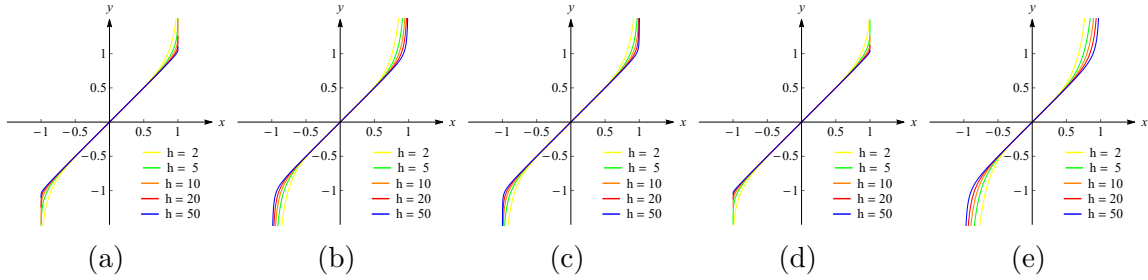 y y y y y
1 1 1 1 1
0.5 0.5 0.5 0.5 0.5
x x x x x
−1 −0.5 0.5 1 −1 −0.5 0.5 1 −1 −0.5 0.5 1 −1 −0.5 0.5 1 −1 −0.5 0.5 1
−0.5 h = 2 −0.5 h = 2 −0.5 h = 2 −0.5 h = 2 −0.5 h = 2
h = 5 h = 5 h = 5 h = 5 h = 5
−1 h = 10 −1 h = 10 −1 h = 10 −1 h = 10 −1 h = 10
h = 20 h = 20 h = 20 h = 20 h = 20
h = 50 h = 50 h = 50 h = 50 h = 50
(a) (b) (c) (d) (e)